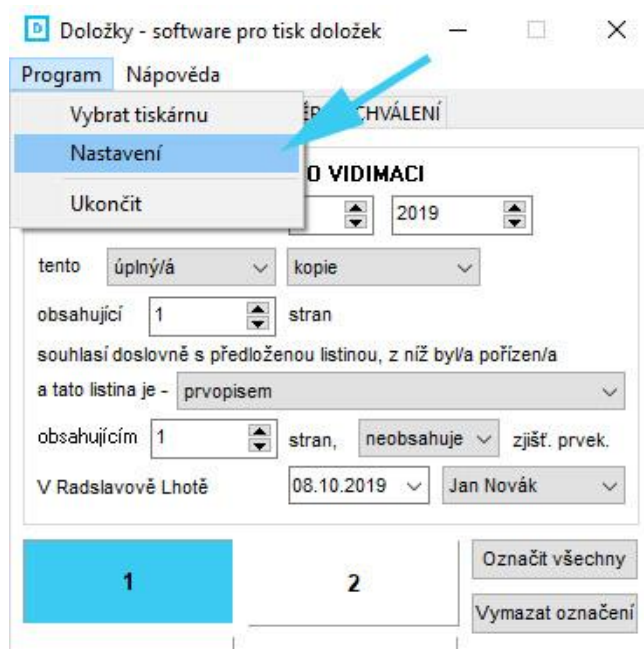 D Doložky - software pro tisk doložek
Program Nápověda
Vybrat tiskárnu
CHVÁLENÍ
Nastavení
O VIDIMACI
Ukončit
2019
tento úplný/á kopie
obsahující 1 stran
souhlasí doslovně s předloženou listinou, z níž byl/a pořízen/a
a tato listina je - prvopisem
obsahujícím 1 stran, neobsahuje zjišť. prvek.
V Radslavově Lhotě 08.10.2019 Jan Novák
1 2 Označit všechny
Vymazat označení